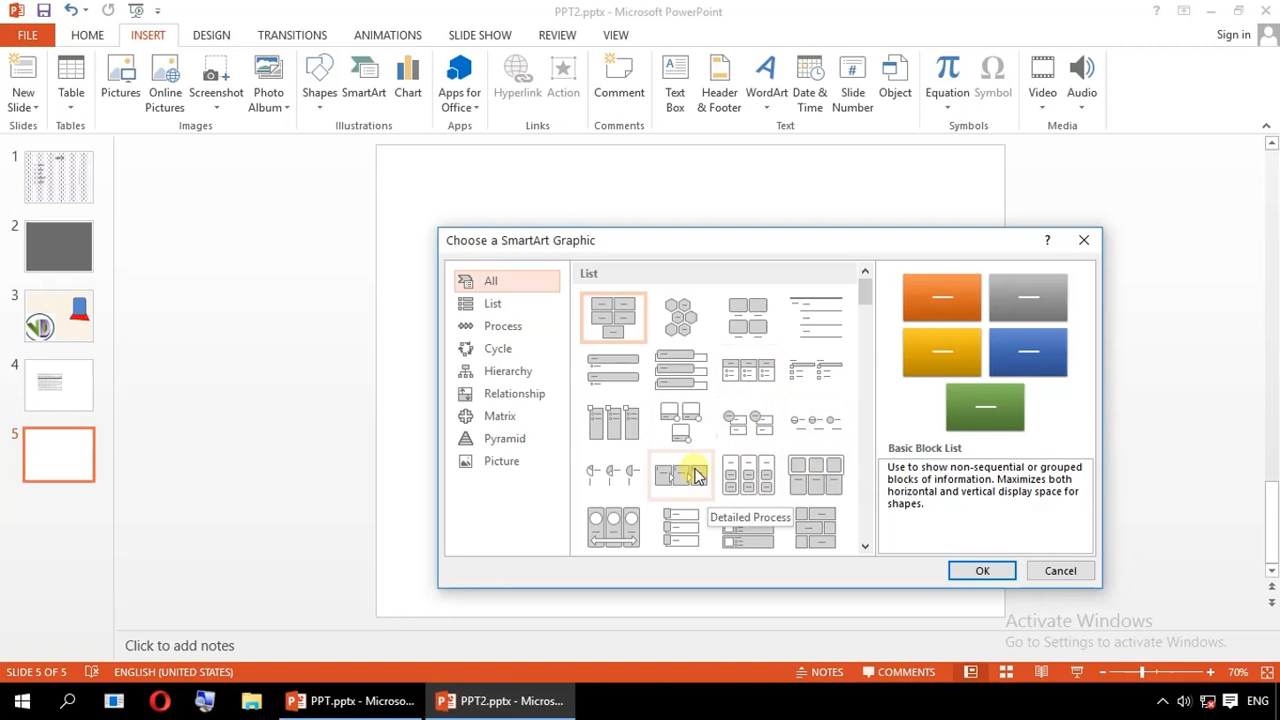 PPT2.pptx - Microsoft PowerPoint
FILE HOME INSERT DESIGN TRANSITIONS ANIMATIONS SLIDE SHOW REVIEW VIEW Sign in
New Slide
Table
Pictures
Online Pictures
Screenshot
Photo Album
Shapes
SmartArt
Chart
Apps for Office
Hyperlink
Action
Comment
Text Box
Header & Footer
WordArt
Date & Time
Slide Number
Object
Equation
Symbol
Video
Audio
Slides Tables Images Illustrations Apps Links Comments Text Symbols Media
1
2
3
4
5
Choose a SmartArt Graphic
All
List
Process
Cycle
Hierarchy
Relationship
Matrix
Pyramid
Picture
List
Detailed Process
Basic Block List
Use to show non-sequential or grouped
blocks of information. Maximizes both
horizontal and vertical display space for
shapes.
OK Cancel
Activate Windows
Go to Settings to activate Windows.
Click to add notes
SLIDE 5 OF 5 ENGLISH (UNITED STATES) NOTES COMMENTS 70%
PPT.pptx - Microso... PPT2.pptx - Micros... ENG